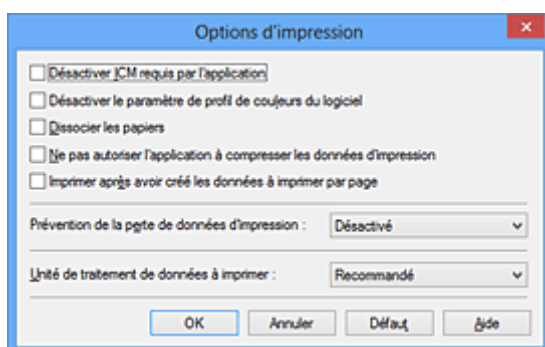 Options d'impression
Désactiver ICM requis par l'application
Désactiver le paramètre de profil de couleurs du logiciel
Dissocier les papiers
Ne pas autoriser l'application à compresser les données d'impression
Imprimer après avoir créé les données à imprimer par page
Prévention de la perte de données d'impression : Désactivé
Unité de traitement de données à imprimer : Recommandé
OK Annuler Défaut Aide